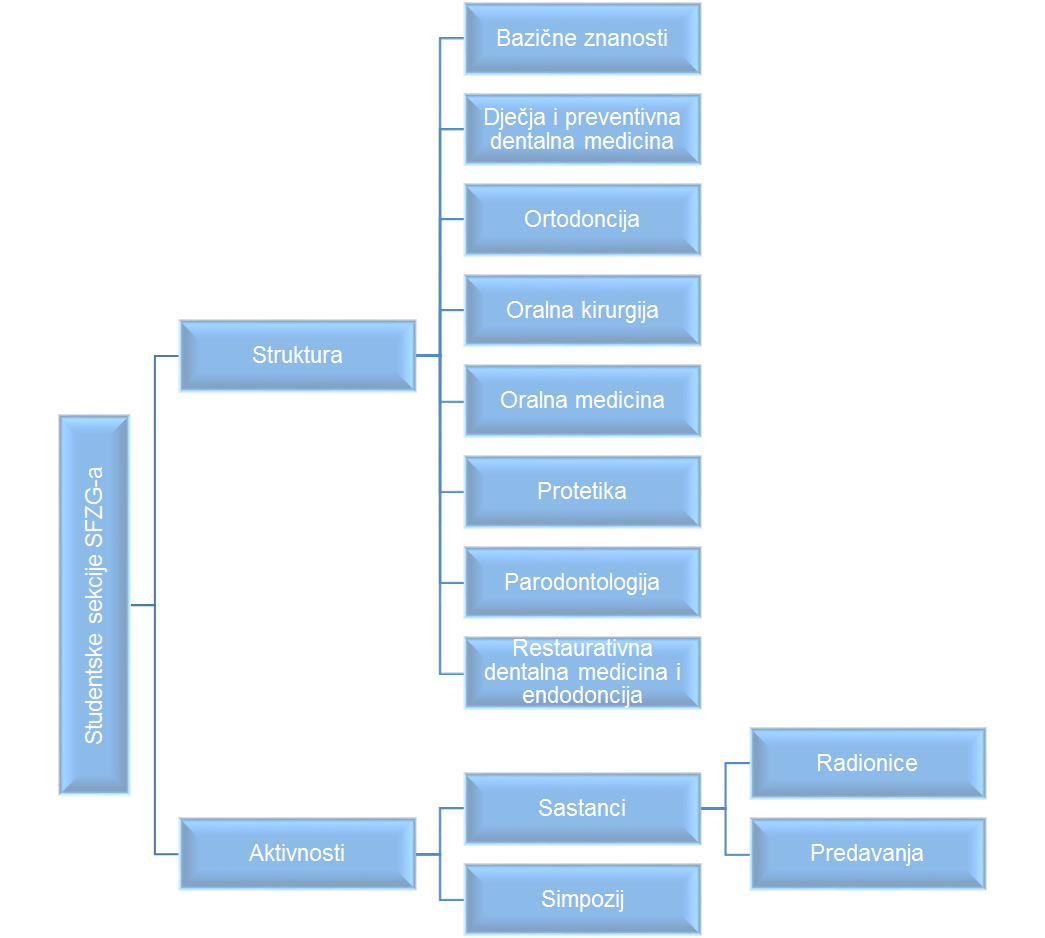 Studentske sekcije SFZG-a
Struktura
Bazične znanosti
Dječja i preventivna
dentalna medicina
Ortodoncija
Oralna kirurgija
Oralna medicina
Protetika
Parodontologija
Restaurativna
dentalna medicina i
endodoncija
Aktivnosti
Sastanci
Radionice
Predavanja
Simpozij